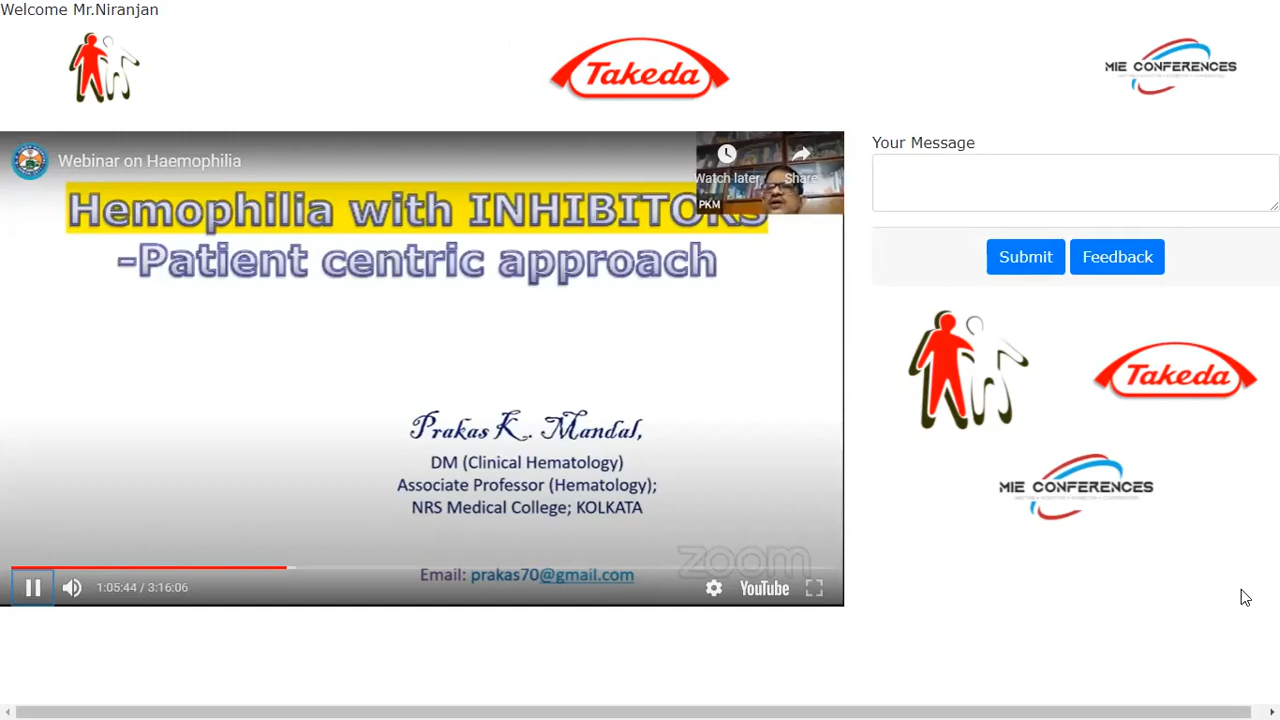 Welcome Mr.Niranjan
Takeda
MIE CONFERENCES
Webinar on Haemophilia
Watch later
Share
PKM
Hemophilia with INHIBITORS
-Patient centric approach
Prakas K. Mandal,
DM (Clinical Hematology)
Associate Professor (Hematology);
NRS Medical College; KOLKATA
zoom
Email: prakas70@gmail.com
1:05:44 / 3:16:06
YouTube
Your Message
Submit
Feedback
Takeda
MIE CONFERENCES